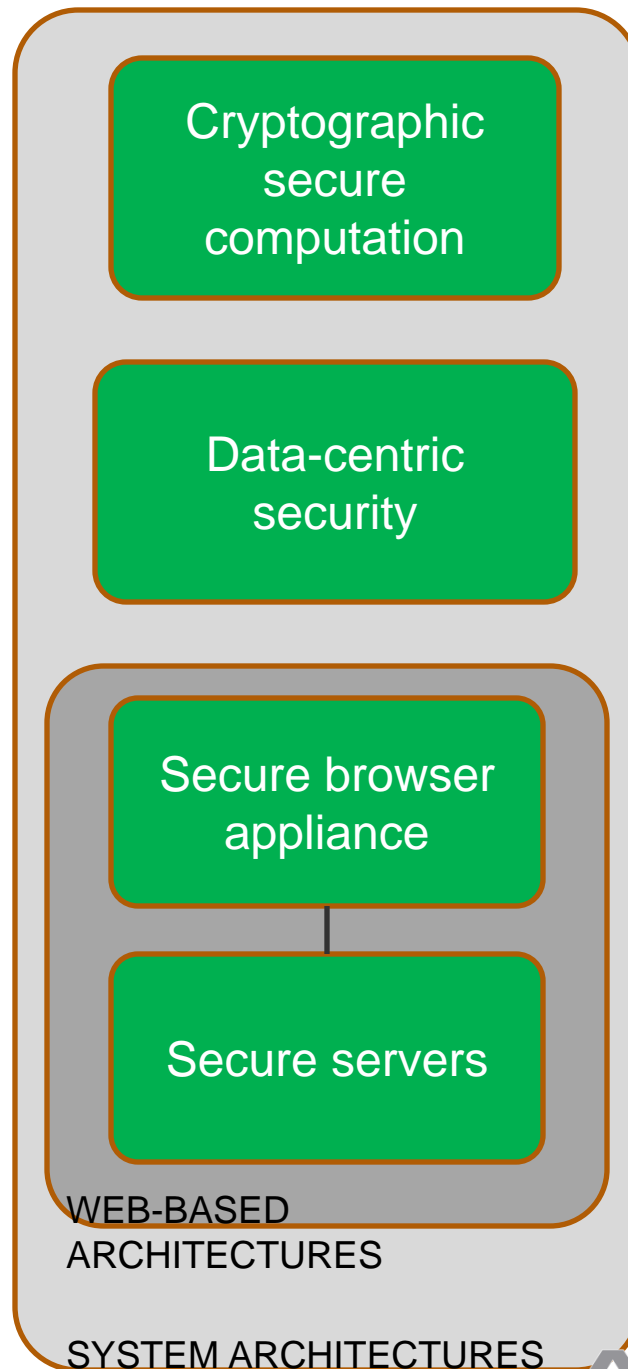 Cryptographic
secure
computation
Data-centric
security
Secure browser
appliance
Secure servers
WEB-BASED
ARCHITECTURES
SYSTEM ARCHITECTURES